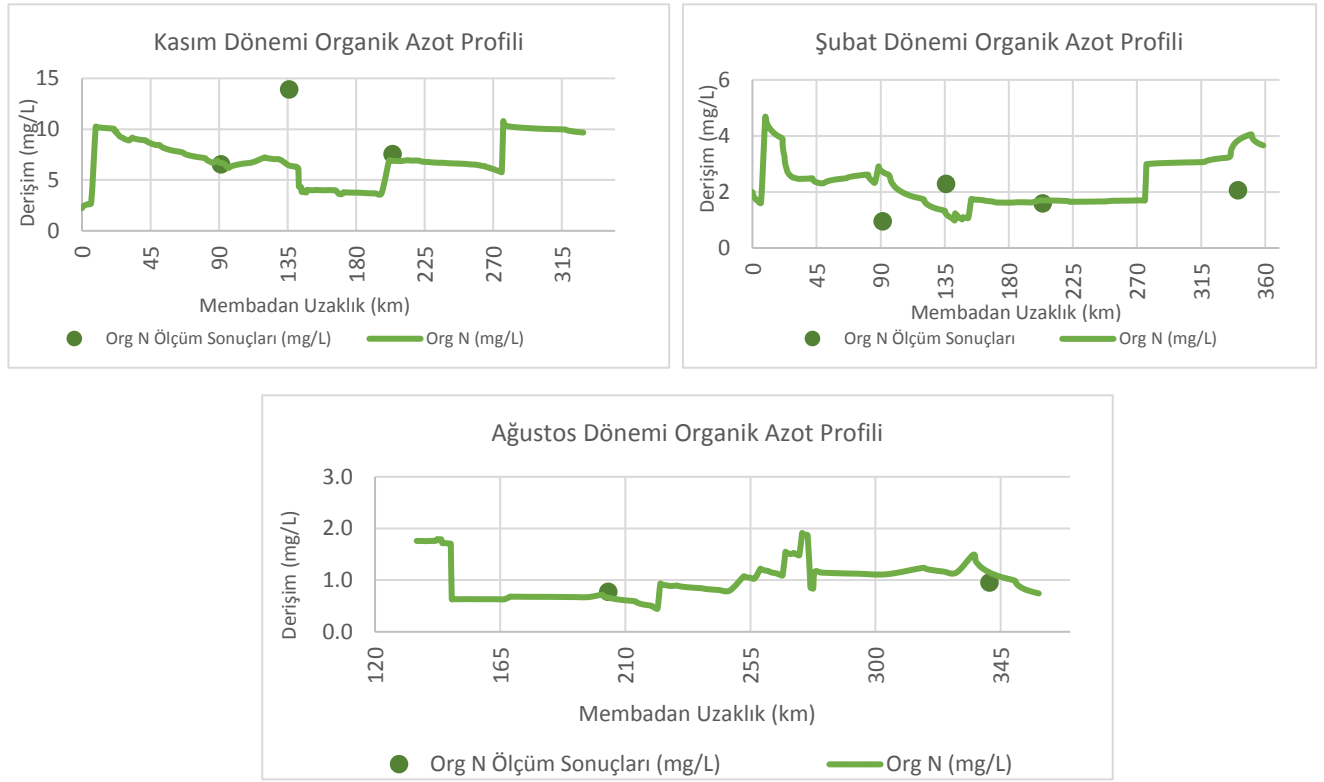 Kasım Dönemi Organik Azot Profili
Derişim (mg/L)
15
10
5
0
0
45
90
135
180
225
270
315
Membadan Uzaklık (km)
Org N Ölçüm Sonuçları (mg/L)
Org N (mg/L)
Şubat Dönemi Organik Azot Profili
Derişim (mg/L)
6
4
2
0
0
45
90
135
180
225
270
315
360
Membadan Uzaklık (km)
Org N Ölçüm Sonuçları
Org N (mg/L)
Ağustos Dönemi Organik Azot Profili
Derişim (mg/L)
3.0
2.0
1.0
0.0
120
165
210
255
300
345
Membadan Uzaklık (km)
Org N Ölçüm Sonuçları (mg/L)
Org N (mg/L)